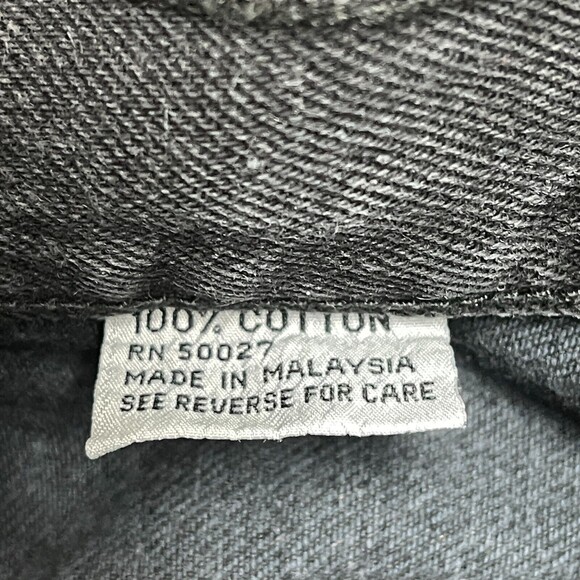 100% COTTON
RN 50027
MADE IN MALAYSIA
SEE REVERSE FOR CARE